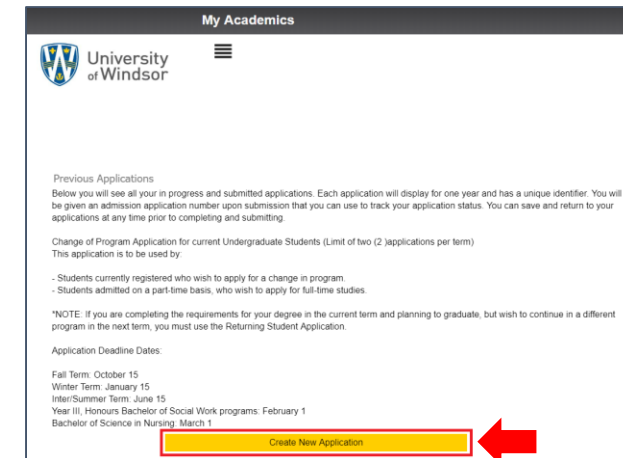 My Academics
University
of Windsor
Previous Applications
Below you will see all your in progress and submitted applications. Each application will display for one year and has a unique identifier. You will
be given an admission application number upon submission that you can use to track your application status. You can save and return to your
applications at any time prior to completing and submitting.
Change of Program Application for current Undergraduate Students (Limit of two (2 )applications per term)
This application is to be used by:
- Students currently registered who wish to apply for a change in program.
- Students admitted on a part-time basis, who wish to apply for full-time studies.
*NOTE: If you are completing the requirements for your degree in the current term and planning to graduate, but wish to continue in a different
program in the next term, you must use the Returning Student Application.
Application Deadline Dates:
Fall Term: October 15
Winter Term: January 15
Inter/Summer Term: June 15
Year III, Honours Bachelor of Social Work programs: February 1
Bachelor of Science in Nursing: March 1
Create New Application